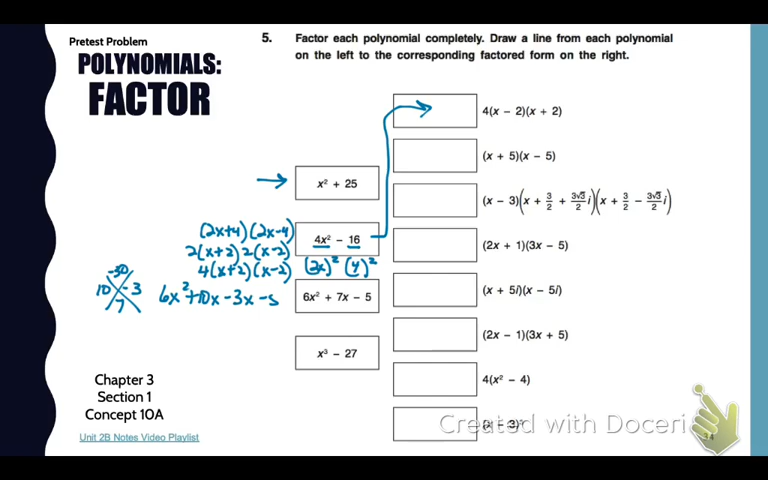 Pretest Problem
POLYNOMIALS:
FACTOR
5. Factor each polynomial completely. Draw a line from each polynomial
on the left to the corresponding factored form on the right.
4(x − 2)(x + 2)
(x + 5)(x − 5)
x² + 25
(x − 3)(x + 3/2 + 3√3/2 i)(x + 3/2 − 3√3/2 i)
(2x+4)(2x-4)
4x² − 16
2(x+2)2(x-2)
(2x + 1)(3x − 5)
4(x+2)(x-2)
(2x)² (4)²
-30
10 -3
7
6x²+10x-3x-5
6x² + 7x − 5
(x + 5i)(x − 5i)
(2x − 1)(3x + 5)
x³ − 27
4(x² − 4)
Chapter 3
Section 1
Concept 10A
Unit 2B Notes Video Playlist
Created with Doceri